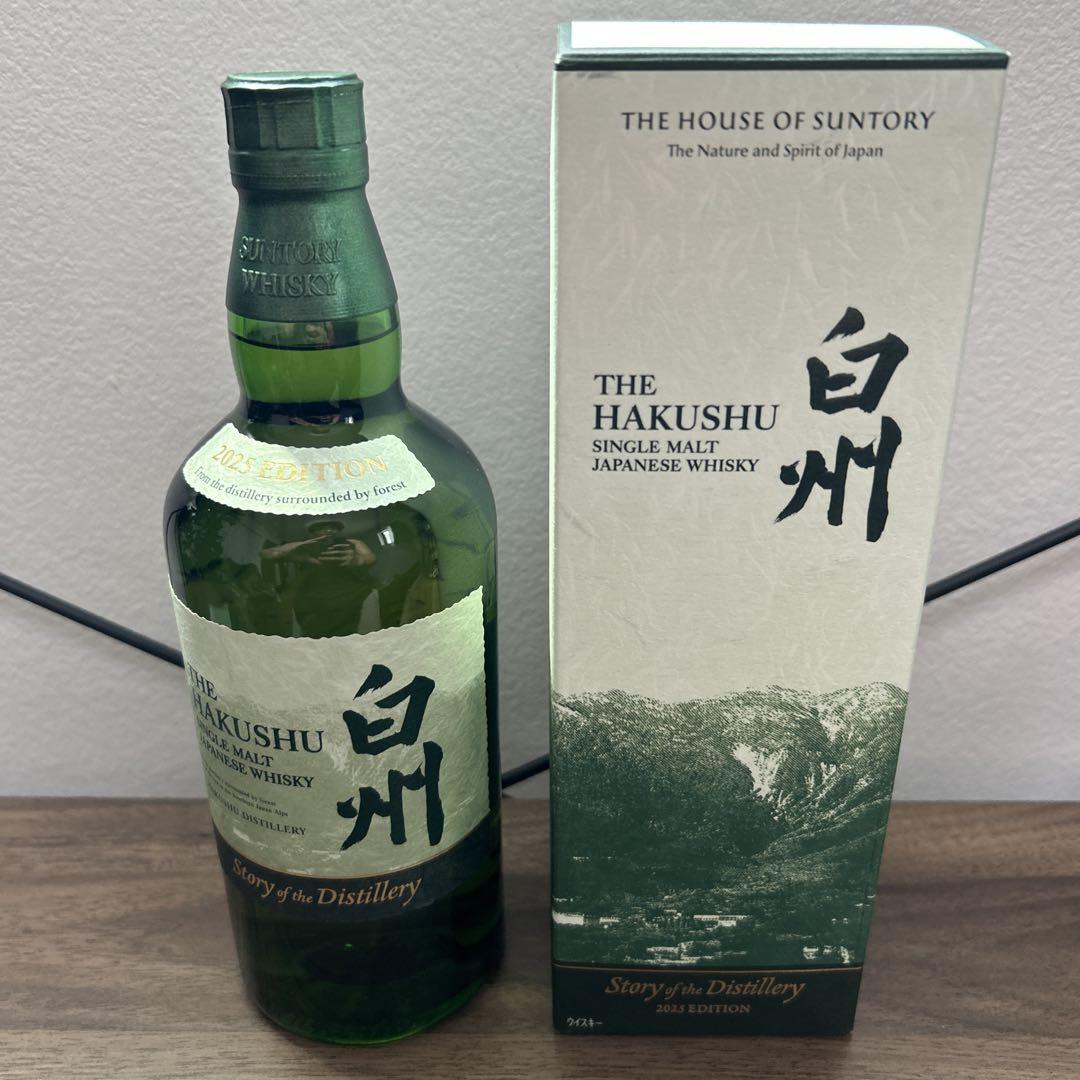 SUNTORY
WHISKY
2025 EDITION
From the distillery surrounded by forest
THE
HAKUSHU
SINGLE MALT
JAPANESE WHISKY
白州
HAKUSHU DISTILLERY
Story of the Distillery
THE HOUSE OF SUNTORY
The Nature and Spirit of Japan
THE
HAKUSHU
SINGLE MALT
JAPANESE WHISKY
白州
Story of the Distillery
2025 EDITION
ウイスキー